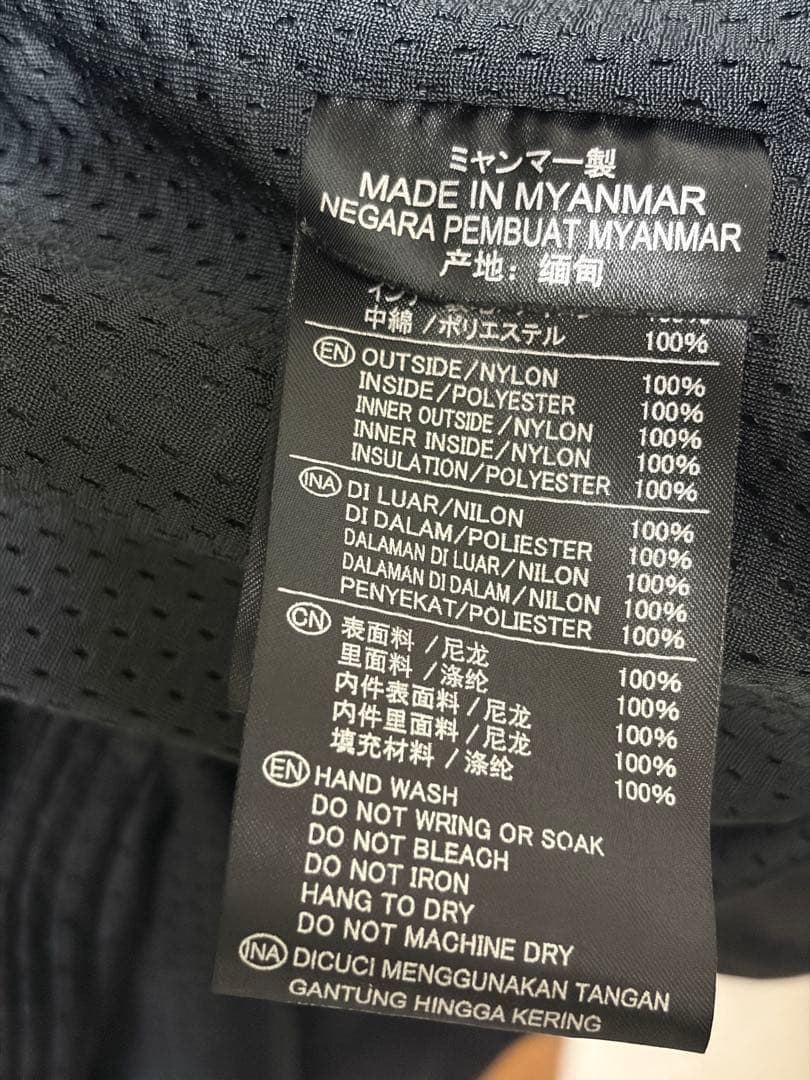 ミャンマー製
MADE IN MYANMAR
NEGARA PEMBUAT MYANMAR
产地：缅甸
中綿/ポリエステル 100%
EN OUTSIDE/NYLON 100%
INSIDE/POLYESTER 100%
INNER OUTSIDE/NYLON 100%
INNER INSIDE/NYLON 100%
INSULATION/POLYESTER 100%
INA DI LUAR/NILON 100%
DI DALAM/POLIESTER 100%
DALAMAN DI LUAR/NILON 100%
DALAMAN DI DALAM/NILON 100%
PENYEKAT/POLIESTER 100%
CN 表面料/尼龙 100%
里面料/涤纶 100%
内件表面料/尼龙 100%
内件里面料/尼龙 100%
填充材料/涤纶 100%
EN HAND WASH
DO NOT WRING OR SOAK
DO NOT BLEACH
DO NOT IRON
HANG TO DRY
DO NOT MACHINE DRY
INA DICUCI MENGGUNAKAN TANGAN
GANTUNG HINGGA KERING